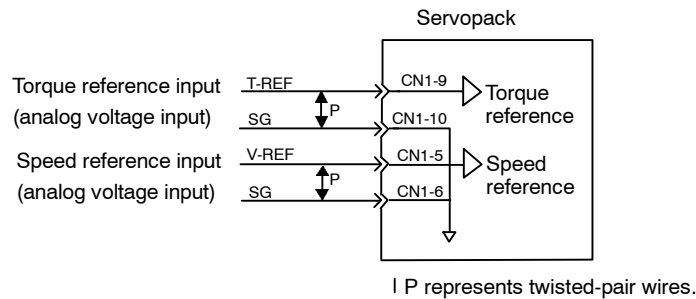 Servopack
Torque reference input
(analog voltage input)
T-REF
P
SG
CN1-9
CN1-10
Torque
reference
Speed reference input
(analog voltage input)
V-REF
P
SG
CN1-5
CN1-6
Speed
reference
I P represents twisted-pair wires.